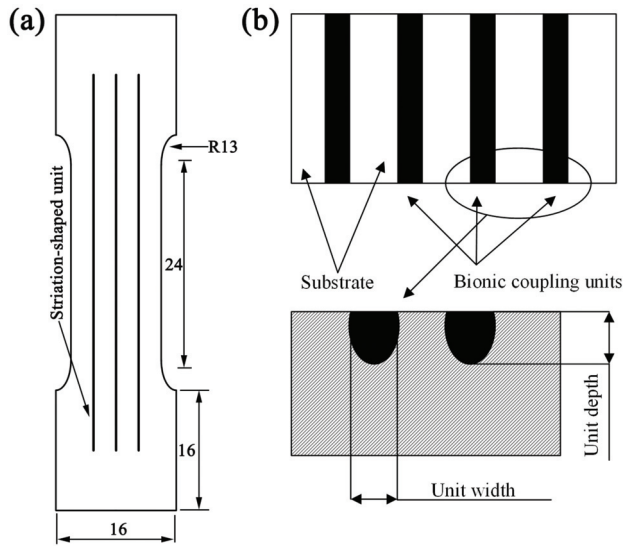 (a)
R13
Striation-shaped unit
24
16
16
(b)
Substrate
Bionic coupling units
Unit depth
Unit width